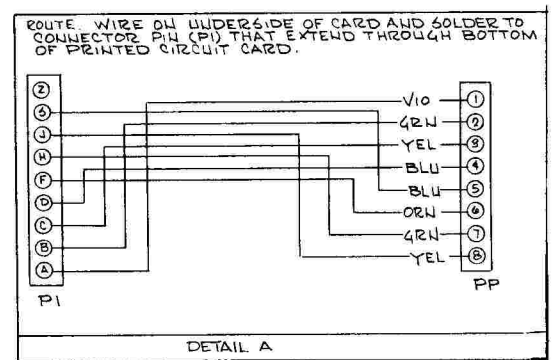 ROUTE. WIRE ON UNDERSIDE OF CARD AND SOLDER TO
CONNECTOR PIN (P1) THAT EXTEND THROUGH BOTTOM
OF PRINTED CIRCUIT CARD.
Z
S
J
H
F
D
C
B
A
P1
VIO 1
GRN 2
YEL 3
BLU 4
BLU 5
ORN 6
GRN 7
YEL 8
PP
DETAIL A